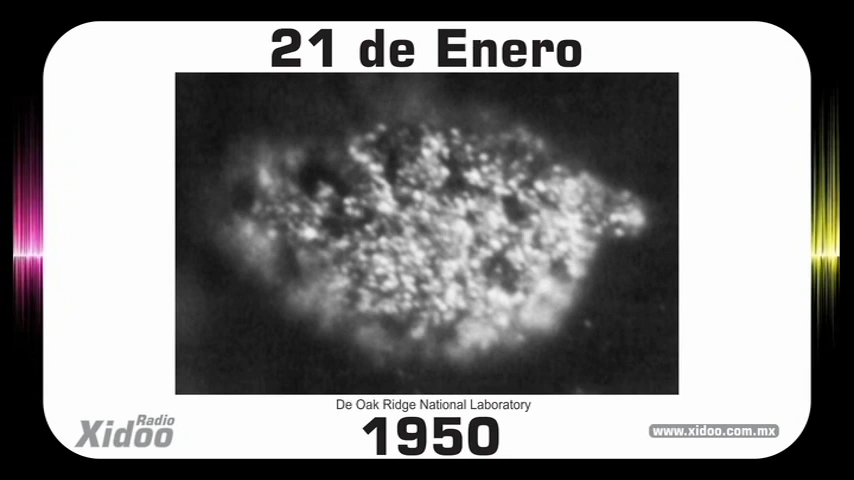 21 de Enero
De Oak Ridge National Laboratory
1950
Radio
Xidoo
www.xidoo.com.mx